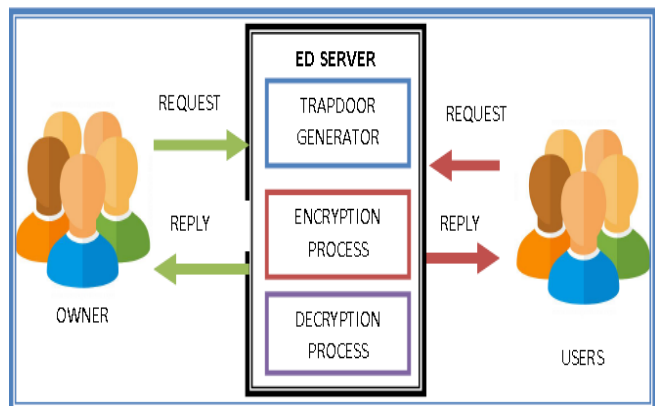 ED SERVER
REQUEST
TRAPDOOR
GENERATOR
REQUEST
REPLY
ENCRYPTION
PROCESS
REPLY
OWNER
DECRYPTION
PROCESS
USERS